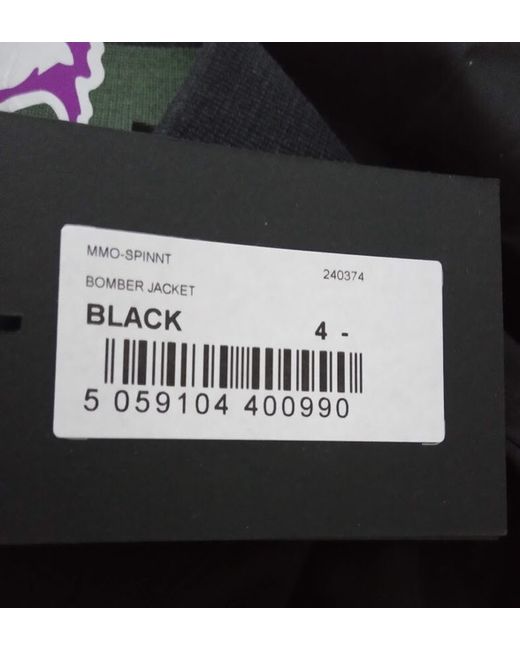 MMO-SPINNT
240374
BOMBER JACKET
BLACK 4 -
5 059104 400990